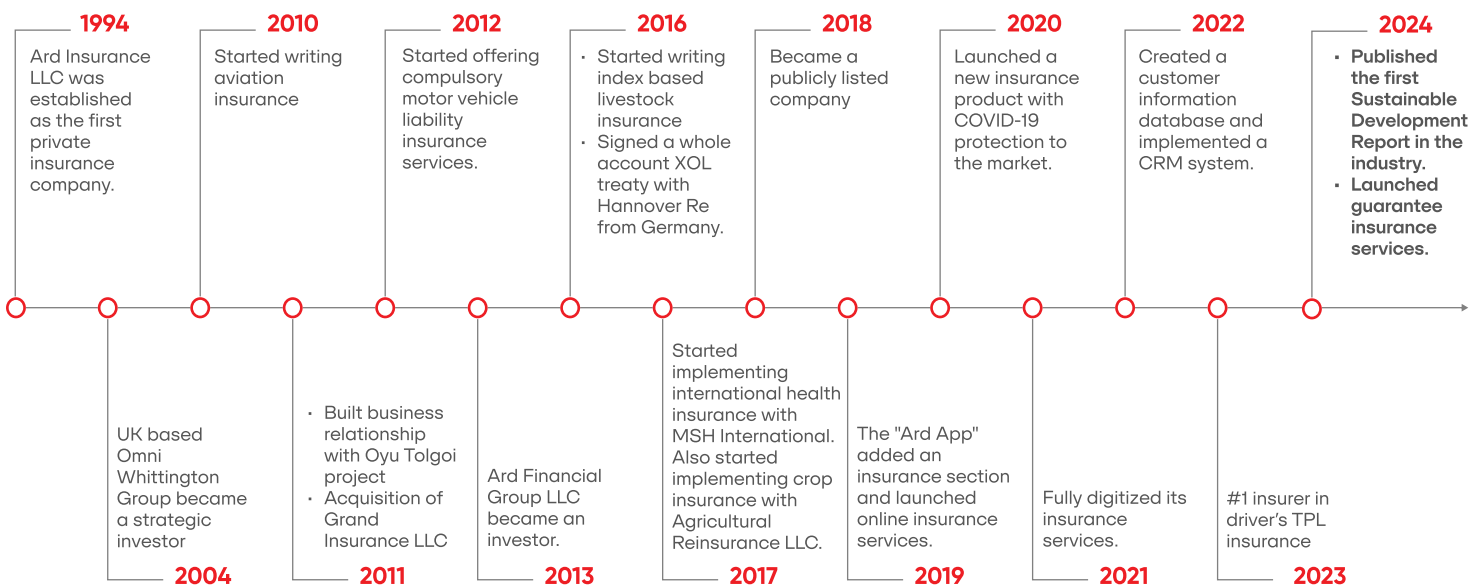 1994
Ard Insurance
LLC was
established
as the first
private
insurance
company.
2010
Started writing
aviation
insurance
2012
Started offering
compulsory
motor vehicle
liability
insurance
services.
2016
· Started writing
index based
livestock
insurance
· Signed a whole
account XOL
treaty with
Hannover Re
from Germany.
2018
Became a
publicly listed
company
2020
Launched a
new insurance
product with
COVID-19
protection to
the market.
2022
Created a
customer
information
database and
implemented a
CRM system.
2024
· Published
the first
Sustainable
Development
Report in the
industry.
· Launched
guarantee
insurance
services.
UK based
Omni
Whittington
Group became
a strategic
investor
2004
· Built business
relationship
with Oyu Tolgoi
project
· Acquisition of
Grand
Insurance LLC
2011
Ard Financial
Group LLC
became an
investor.
2013
Started
implementing
international health
insurance with
MSH International.
Also started
implementing crop
insurance with
Agricultural
Reinsurance LLC.
2017
The "Ard App"
added an
insurance section
and launched
online insurance
services.
2019
Fully digitized its
insurance
services.
2021
#1 insurer in
driver’s TPL
insurance
2023